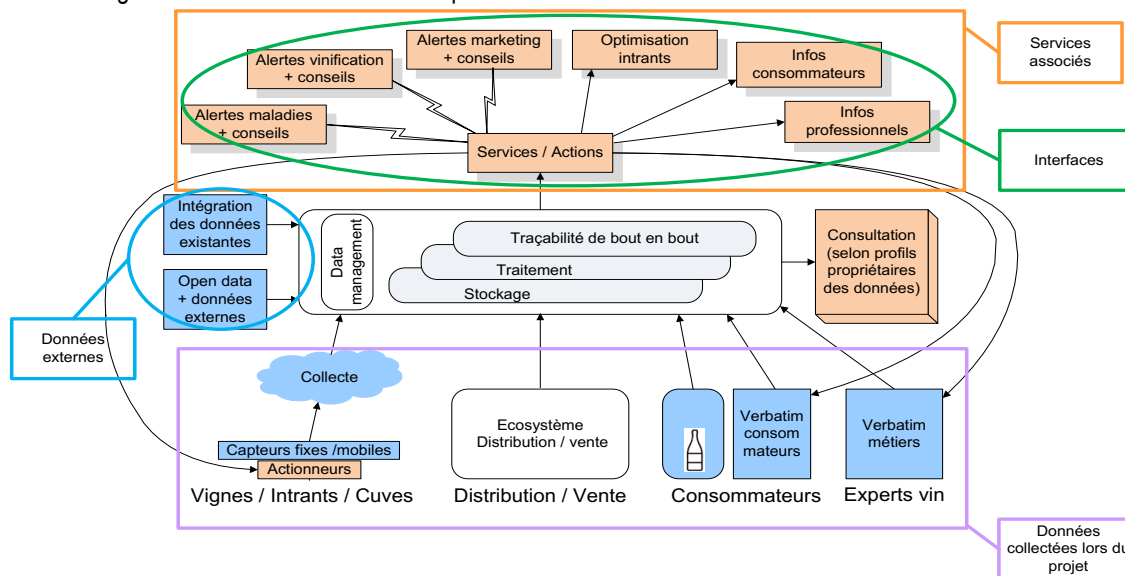 Alertes vinification
+ conseils
Alertes marketing
+ conseils
Optimisation
intrants
Infos
consommateurs
Services
associés
Alertes maladies +
conseils
Infos
professionnels
Services / Actions
Interfaces
Intégration
des données
existantes
Open data
+ données
externes
Data
management
Traçabilité de bout en bout
Traitement
Stockage
Consultation
(selon profils
propriétaires
des données)
Données
externes
Collecte
Capteurs fixes /mobiles
Actionneurs
Ecosystème
Distribution / vente
Verbatim
consom
mateurs
Verbatim
métiers
Vignes / Intrants / Cuves
Distribution / Vente
Consommateurs
Experts vin
Données
collectées lors du
projet